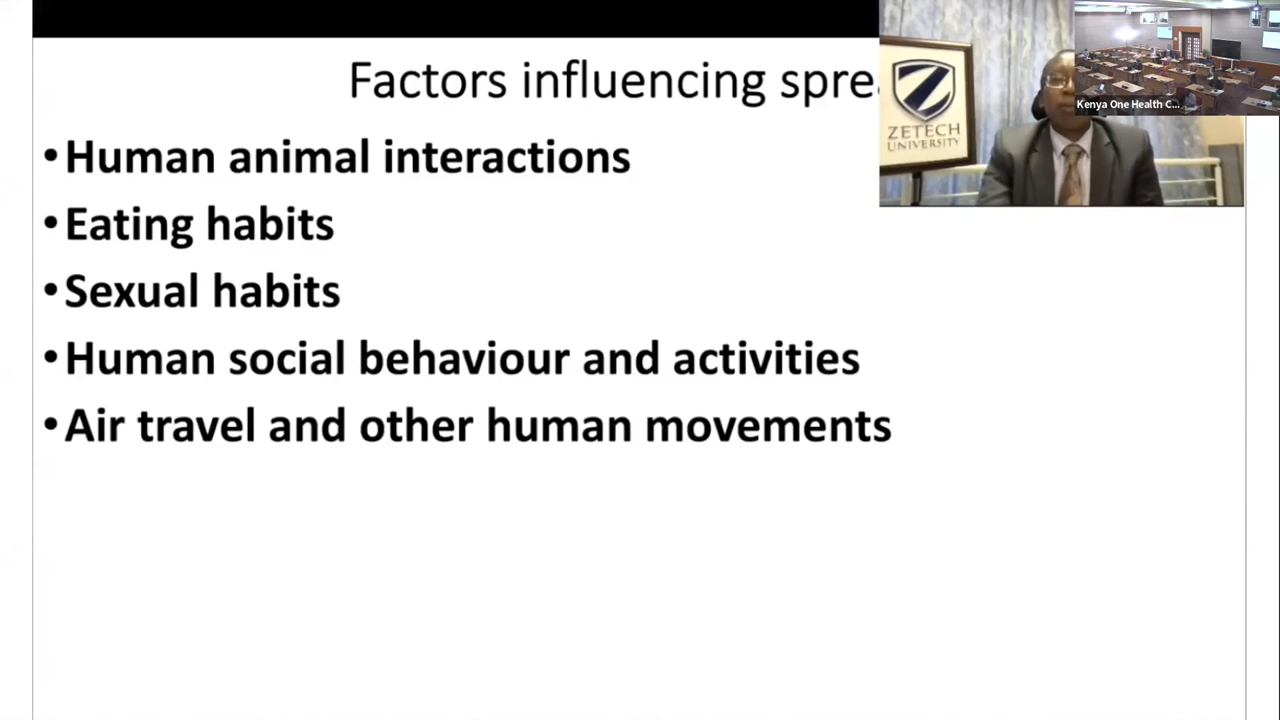 Factors influencing sprea
• Human animal interactions
• Eating habits
• Sexual habits
• Human social behaviour and activities
• Air travel and other human movements
ZETECH
UNIVERSITY
Kenya One Health C...